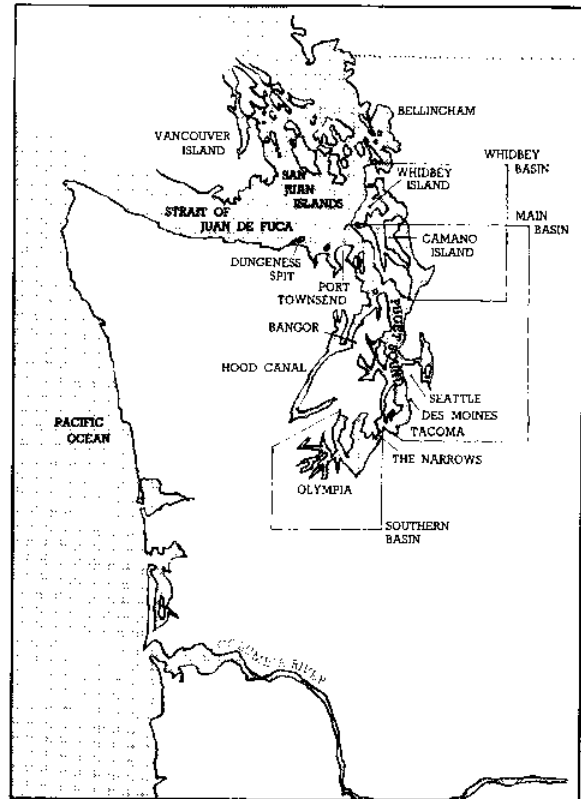 BELLINGHAM
VANCOUVER
ISLAND
WHIDBEY
BASIN
WHIDBEY
ISLAND
SAN
JUAN
ISLANDS
STRAIT OF
JUAN DE FUCA
MAIN
BASIN
CAMANO
ISLAND
DUNGENESS
SPIT
PORT
TOWNSEND
PUGET SOUND
BANGOR
HOOD CANAL
SEATTLE
DES MOINES
PACIFIC
OCEAN
TACOMA
THE NARROWS
OLYMPIA
SOUTHERN
BASIN
COLUMBIA RIVER